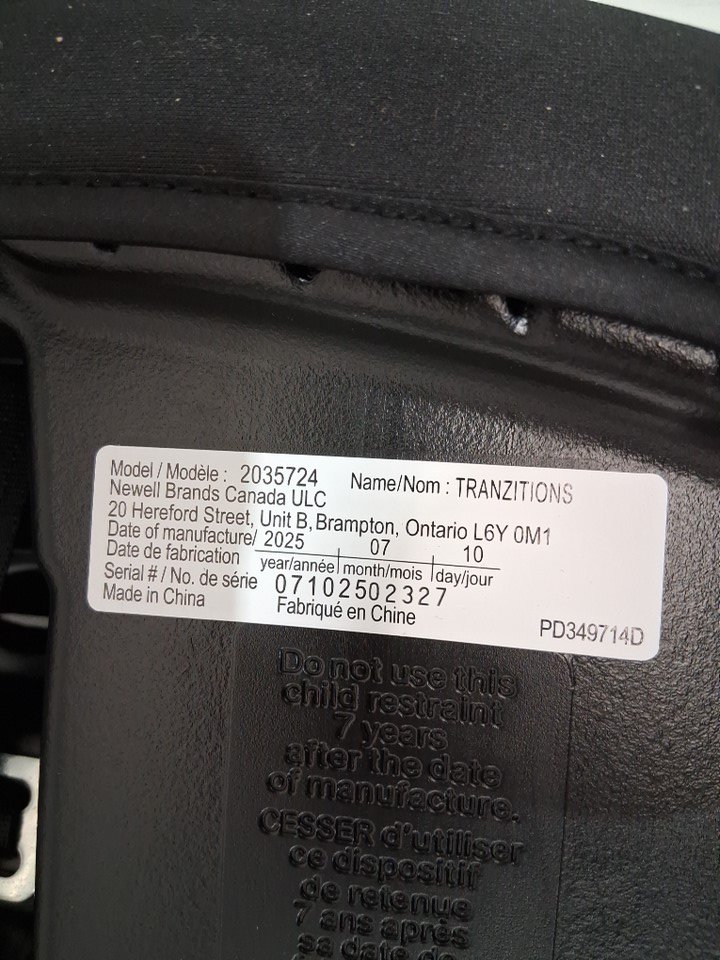 Model / Modèle : 2035724 Name/Nom : TRANZITIONS
Newell Brands Canada ULC
20 Hereford Street, Unit B, Brampton, Ontario L6Y 0M1
Date of manufacture/ 2025 07 10
Date de fabrication year/année month/mois day/jour
Serial # / No. de série 07102502327
Made in China Fabriqué en Chine
PD349714D
Do not use this
child restraint
7 years
after the date
of manufacture.
CESSER d'utiliser
ce dispositif
de retenue
7 ans après
sa date de